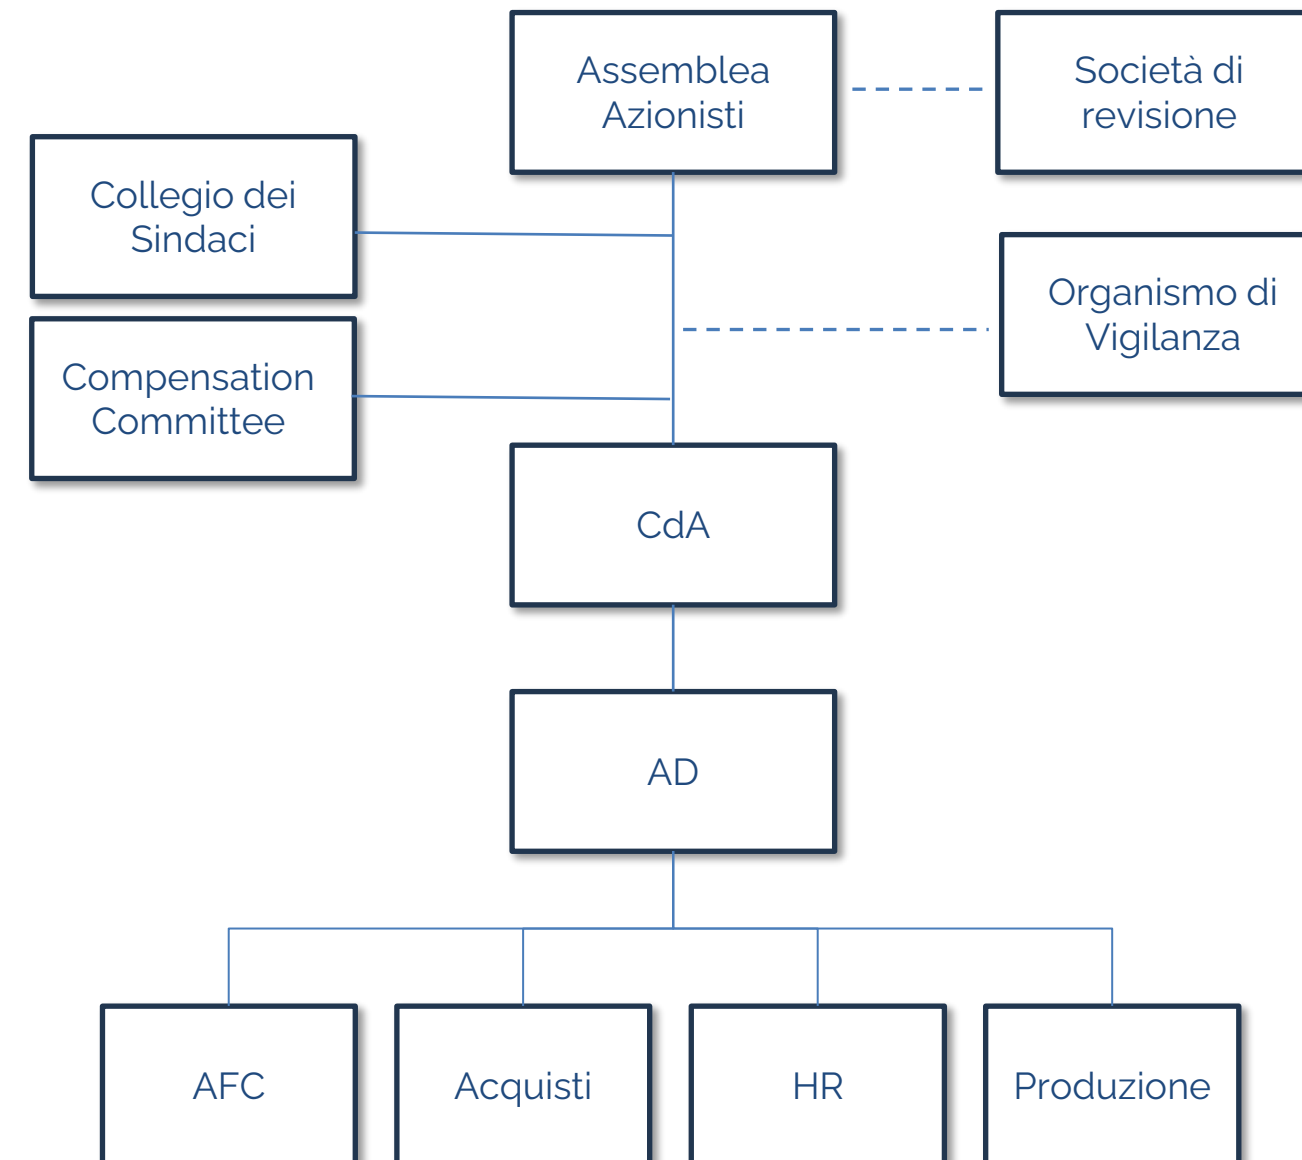 Assemblea
Azionisti
Società di
revisione
Collegio dei
Sindaci
Organismo di
Vigilanza
Compensation
Committee
CdA
AD
AFC
Acquisti
HR
Produzione